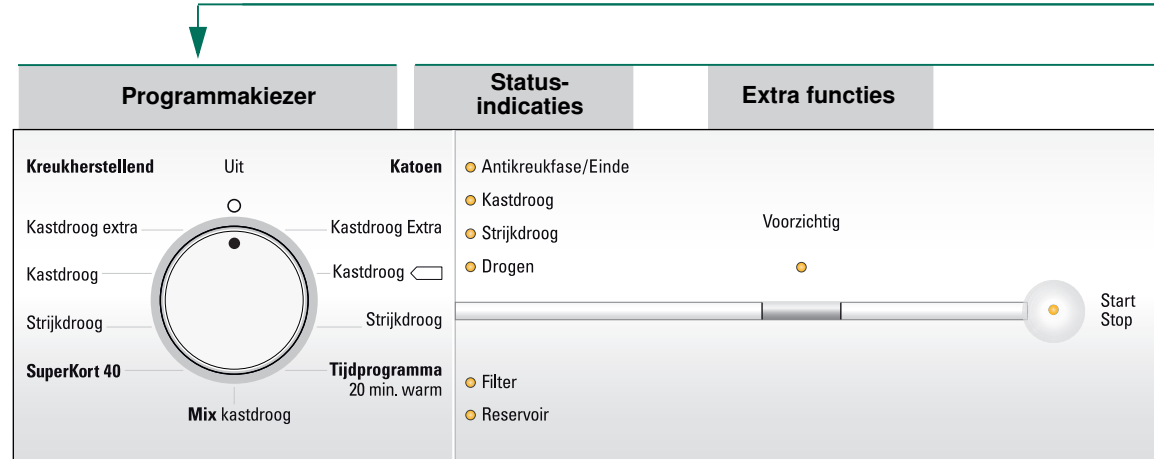 Programmakiezer
Status-
indicaties
Extra functies
Kreukherstellend
Uit
Katoen
Kastdroog extra
Kastdroog Extra
Kastdroog
Kastdroog
Strijkdroog
Strijkdroog
SuperKort 40
Tijdprogramma
20 min. warm
Mix kastdroog
Antikreukfase/Einde
Kastdroog
Strijkdroog
Drogen
Voorzichtig
Start
Stop
Filter
Reservoir